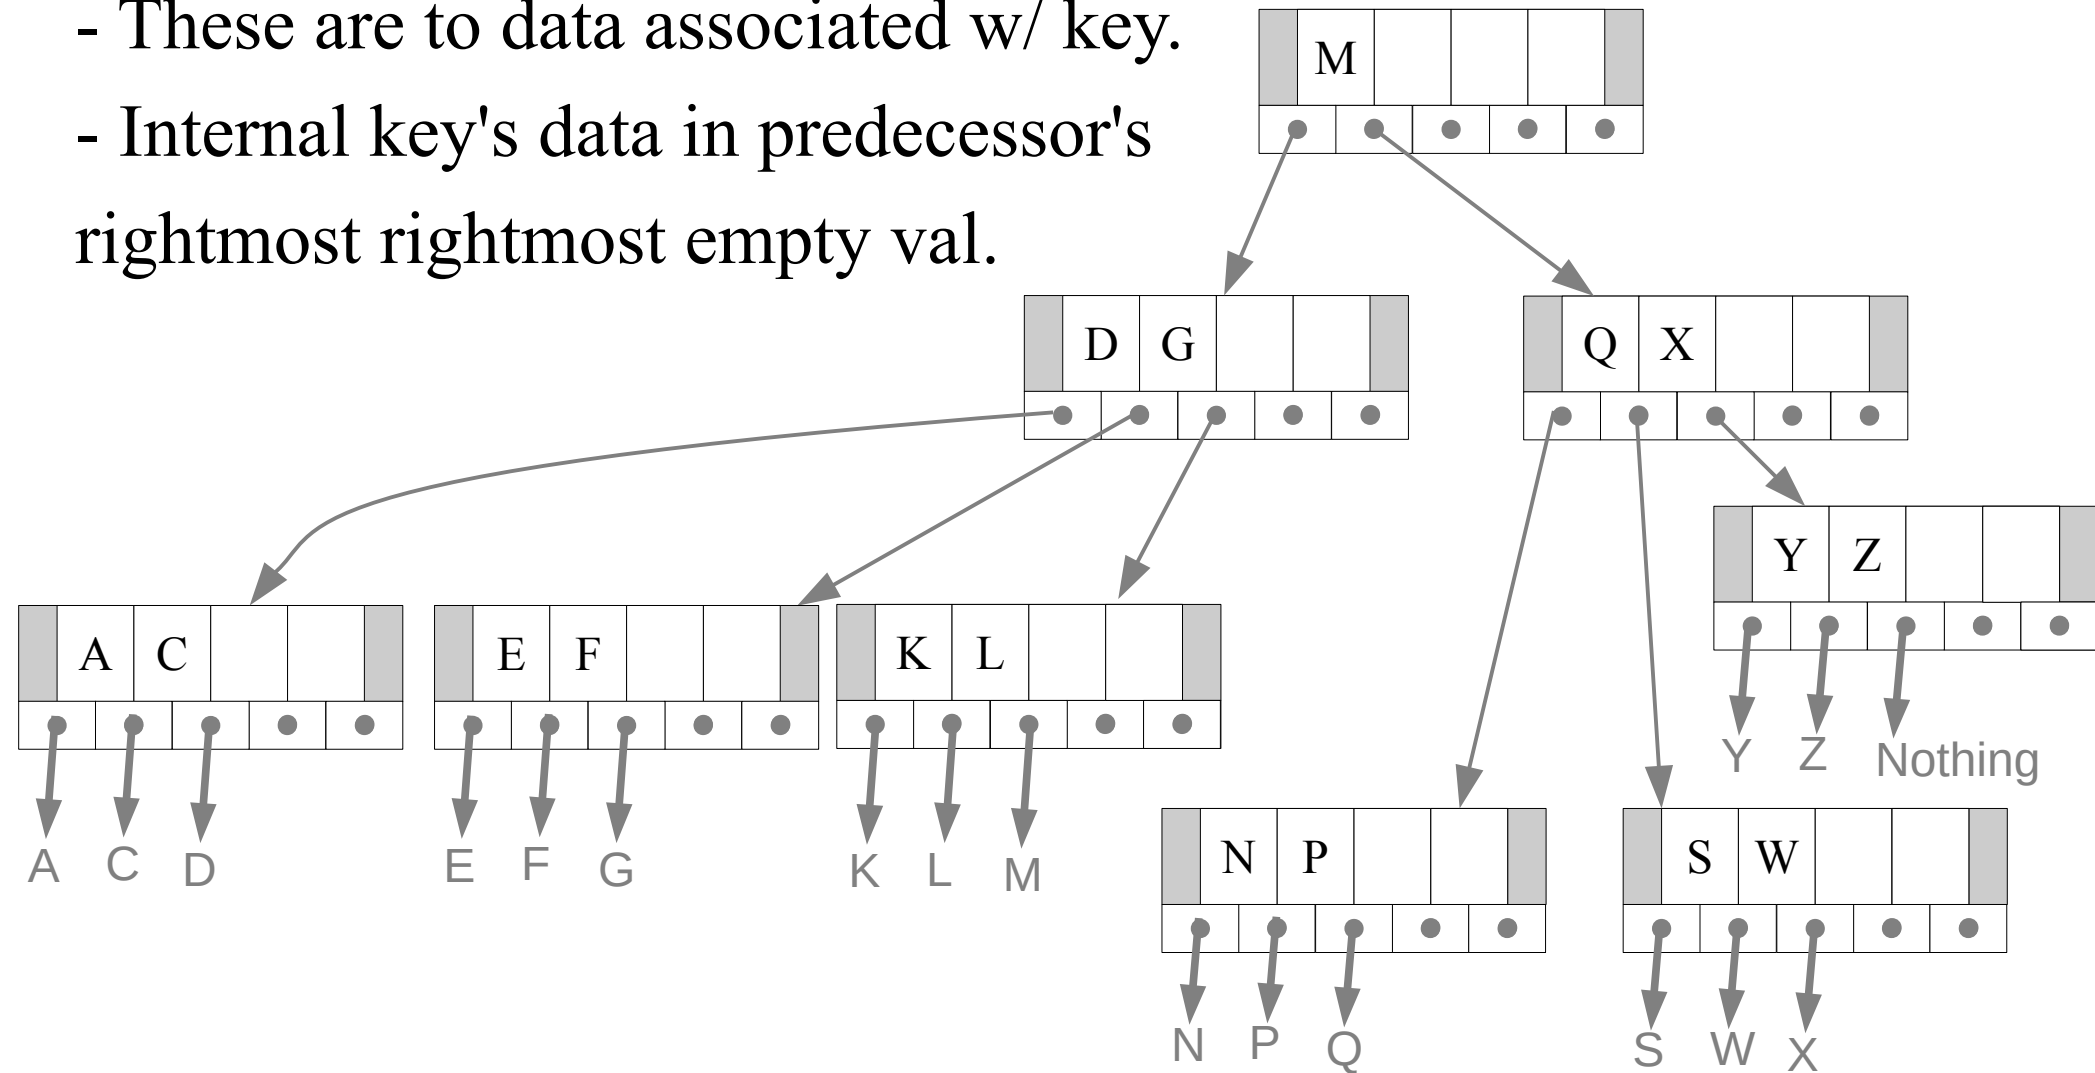 - These are to data associated w/ key.
- Internal key's data in predecessor's
rightmost rightmost empty val.
M
D G
Q X
Y Z
A C
E F
K L
Y Z Nothing
N P
S W
A C D
E F G
K L M
N P Q
S W X